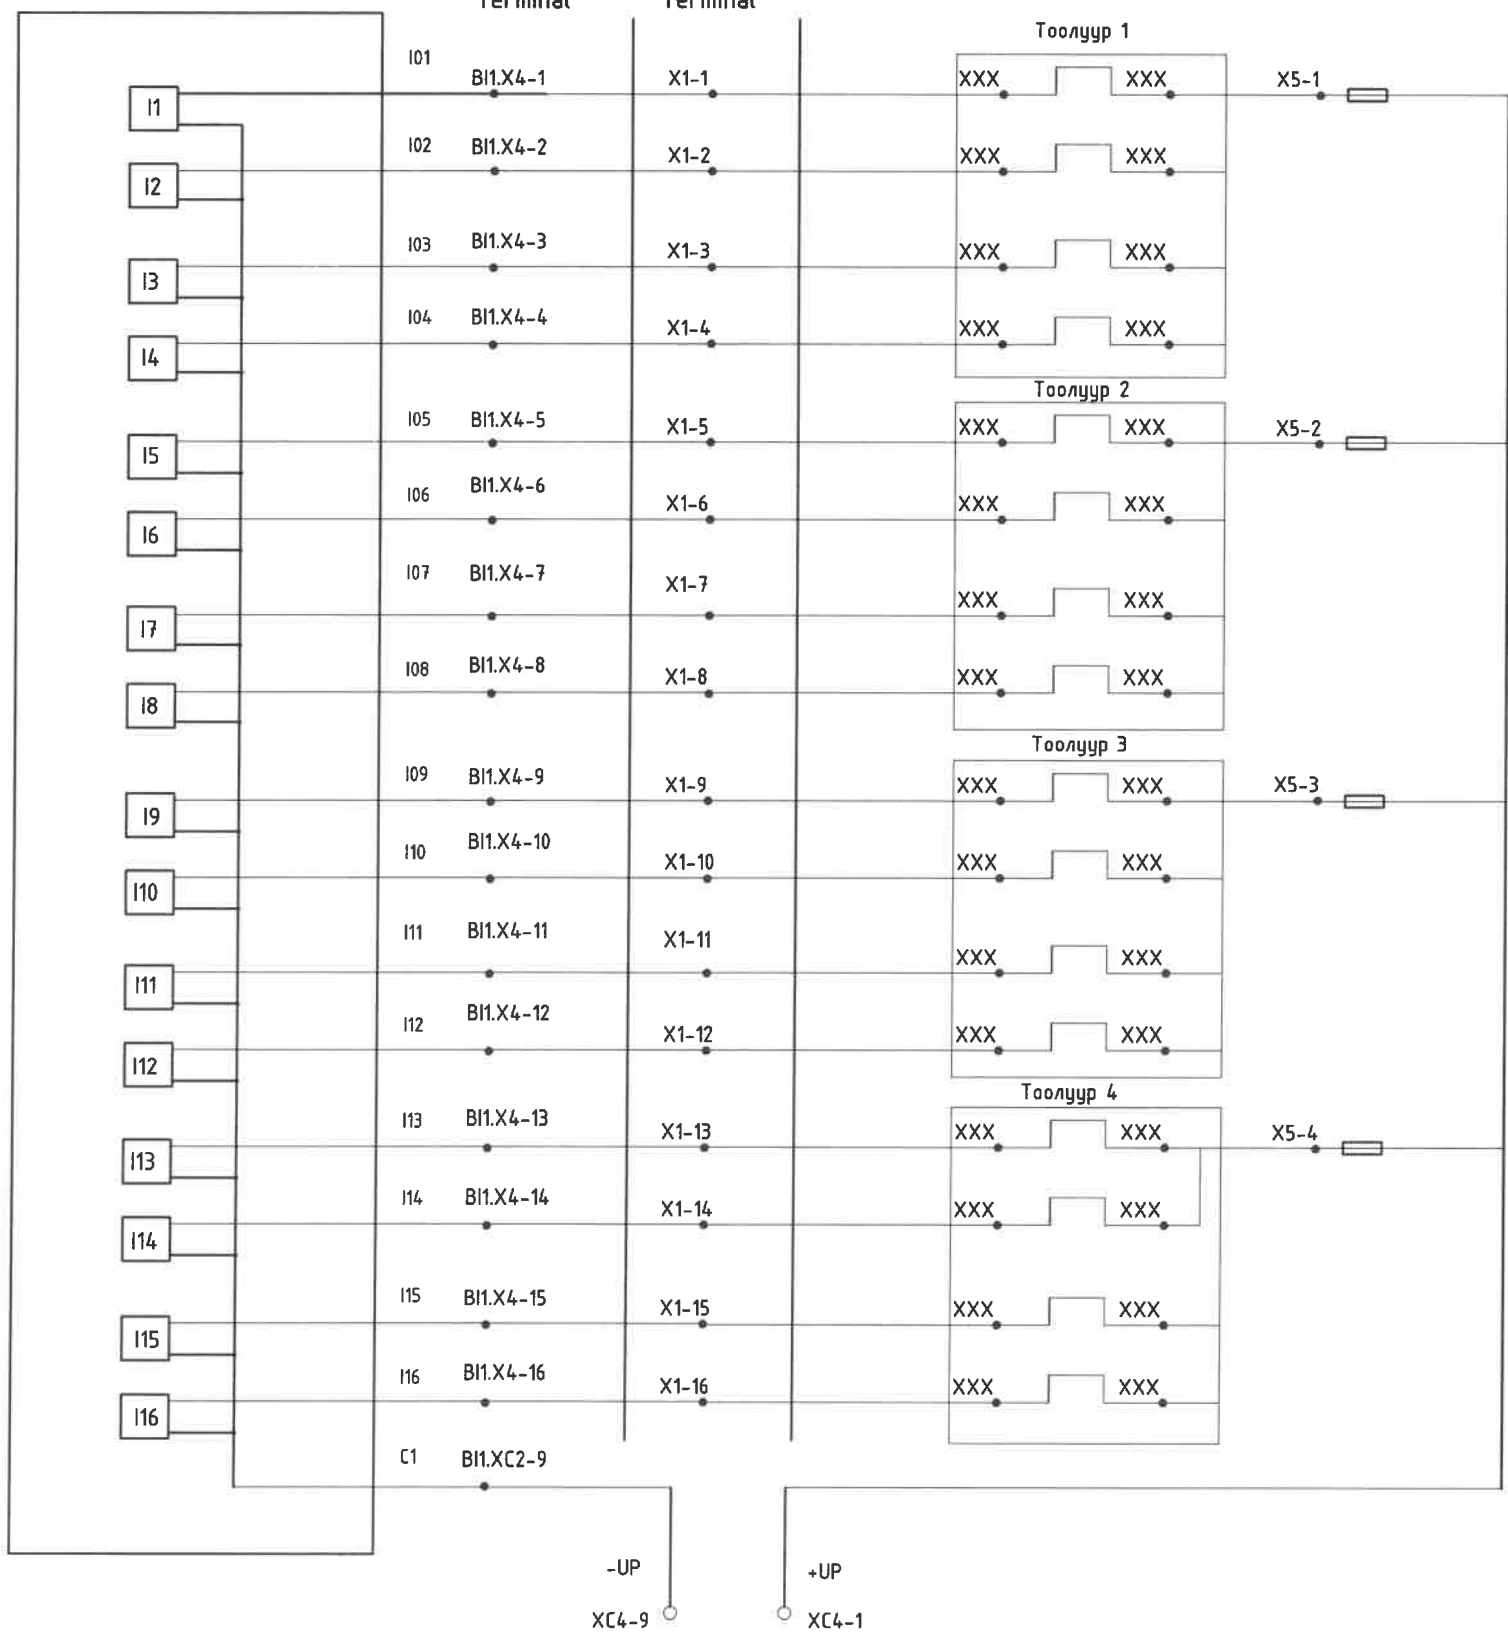 Terminal Terminal
Тоолуур 1
I1 I01 BI1.X4-1 X1-1 XXX XXX X5-1
I2 I02 BI1.X4-2 X1-2 XXX XXX
I3 I03 BI1.X4-3 X1-3 XXX XXX
I4 I04 BI1.X4-4 X1-4 XXX XXX
Тоолуур 2
I5 I05 BI1.X4-5 X1-5 XXX XXX X5-2
I6 I06 BI1.X4-6 X1-6 XXX XXX
I7 I07 BI1.X4-7 X1-7 XXX XXX
I8 I08 BI1.X4-8 X1-8 XXX XXX
Тоолуур 3
I9 I09 BI1.X4-9 X1-9 XXX XXX X5-3
I10 I10 BI1.X4-10 X1-10 XXX XXX
I11 I11 BI1.X4-11 X1-11 XXX XXX
I12 I12 BI1.X4-12 X1-12 XXX XXX
Тоолуур 4
I13 I13 BI1.X4-13 X1-13 XXX XXX X5-4
I14 I14 BI1.X4-14 X1-14 XXX XXX
I15 I15 BI1.X4-15 X1-15 XXX XXX
I16 I16 BI1.X4-16 X1-16 XXX XXX
C1 BI1.XC2-9
-UP +UP
XC4-9 XC4-1